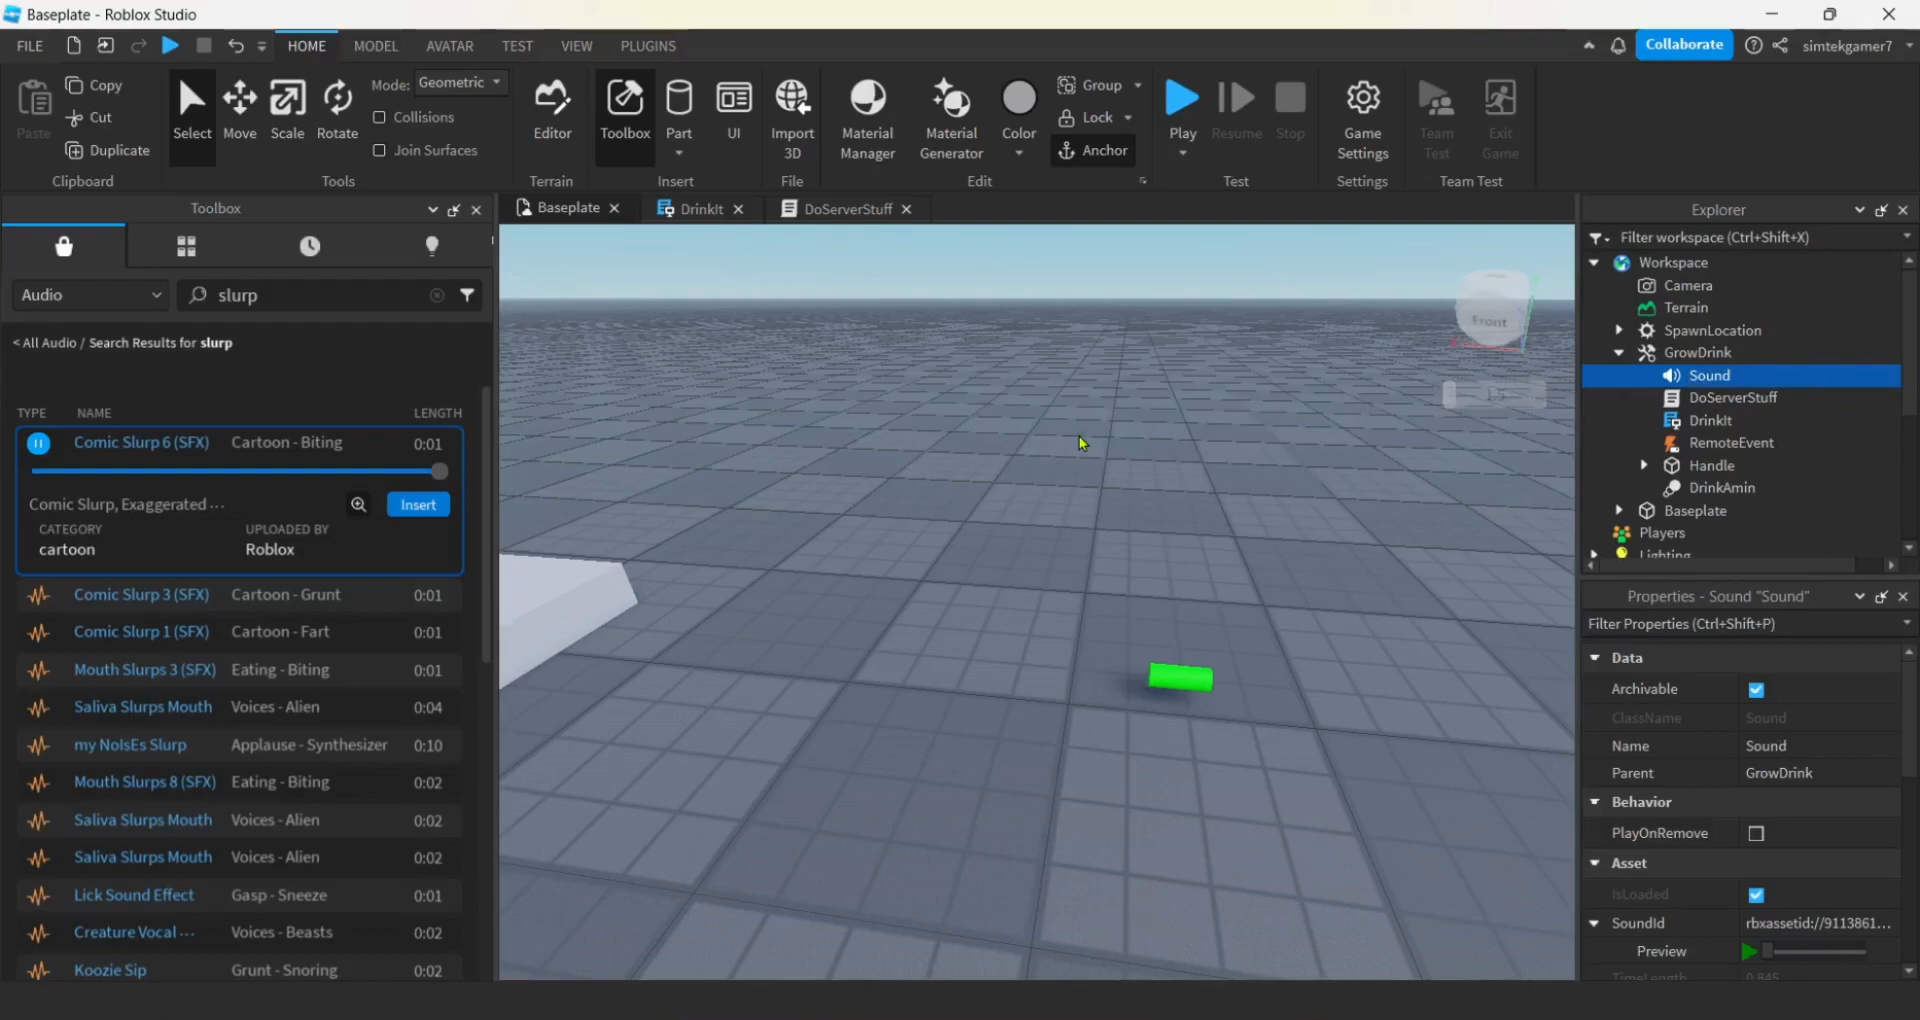 Baseplate - Roblox Studio
FILE HOME MODEL AVATAR TEST VIEW PLUGINS Collaborate simtekgamer7
Paste Copy Cut Duplicate
Clipboard
Select Move Scale Rotate
Mode: Geometric
Collisions
Join Surfaces
Tools
Editor
Terrain
Toolbox Part UI
Insert
Import 3D
File
Material Manager
Material Generator
Color
Group
Lock
Anchor
Edit
Play Resume Stop
Test
Game Settings
Settings
Team Test
Exit Game
Team Test
Toolbox
Audio slurp
< All Audio / Search Results for slurp
TYPE NAME LENGTH
Comic Slurp 6 (SFX) Cartoon - Biting 0:01
Comic Slurp, Exaggerated ... Insert
CATEGORY UPLOADED BY
cartoon Roblox
Comic Slurp 3 (SFX) Cartoon - Grunt 0:01
Comic Slurp 1 (SFX) Cartoon - Fart 0:01
Mouth Slurps 3 (SFX) Eating - Biting 0:01
Saliva Slurps Mouth Voices - Alien 0:04
my NoIsEs Slurp Applause - Synthesizer 0:10
Mouth Slurps 8 (SFX) Eating - Biting 0:02
Saliva Slurps Mouth Voices - Alien 0:02
Saliva Slurps Mouth Voices - Alien 0:02
Lick Sound Effect Gasp - Sneeze 0:01
Creature Vocal ... Voices - Beasts 0:02
Koozie Sip Grunt - Snoring 0:02
Baseplate DrinkIt DoServerStuff
Front
Explorer
Filter workspace (Ctrl+Shift+X)
Workspace
Camera
Terrain
SpawnLocation
GrowDrink
Sound
DoServerStuff
DrinkIt
RemoteEvent
Handle
DrinkAmin
Baseplate
Players
Lighting
Properties - Sound "Sound"
Filter Properties (Ctrl+Shift+P)
Data
Archivable
ClassName Sound
Name Sound
Parent GrowDrink
Behavior
PlayOnRemove
Asset
IsLoaded
SoundId rbxassetid://9113861...
Preview
TimeLength 0.845